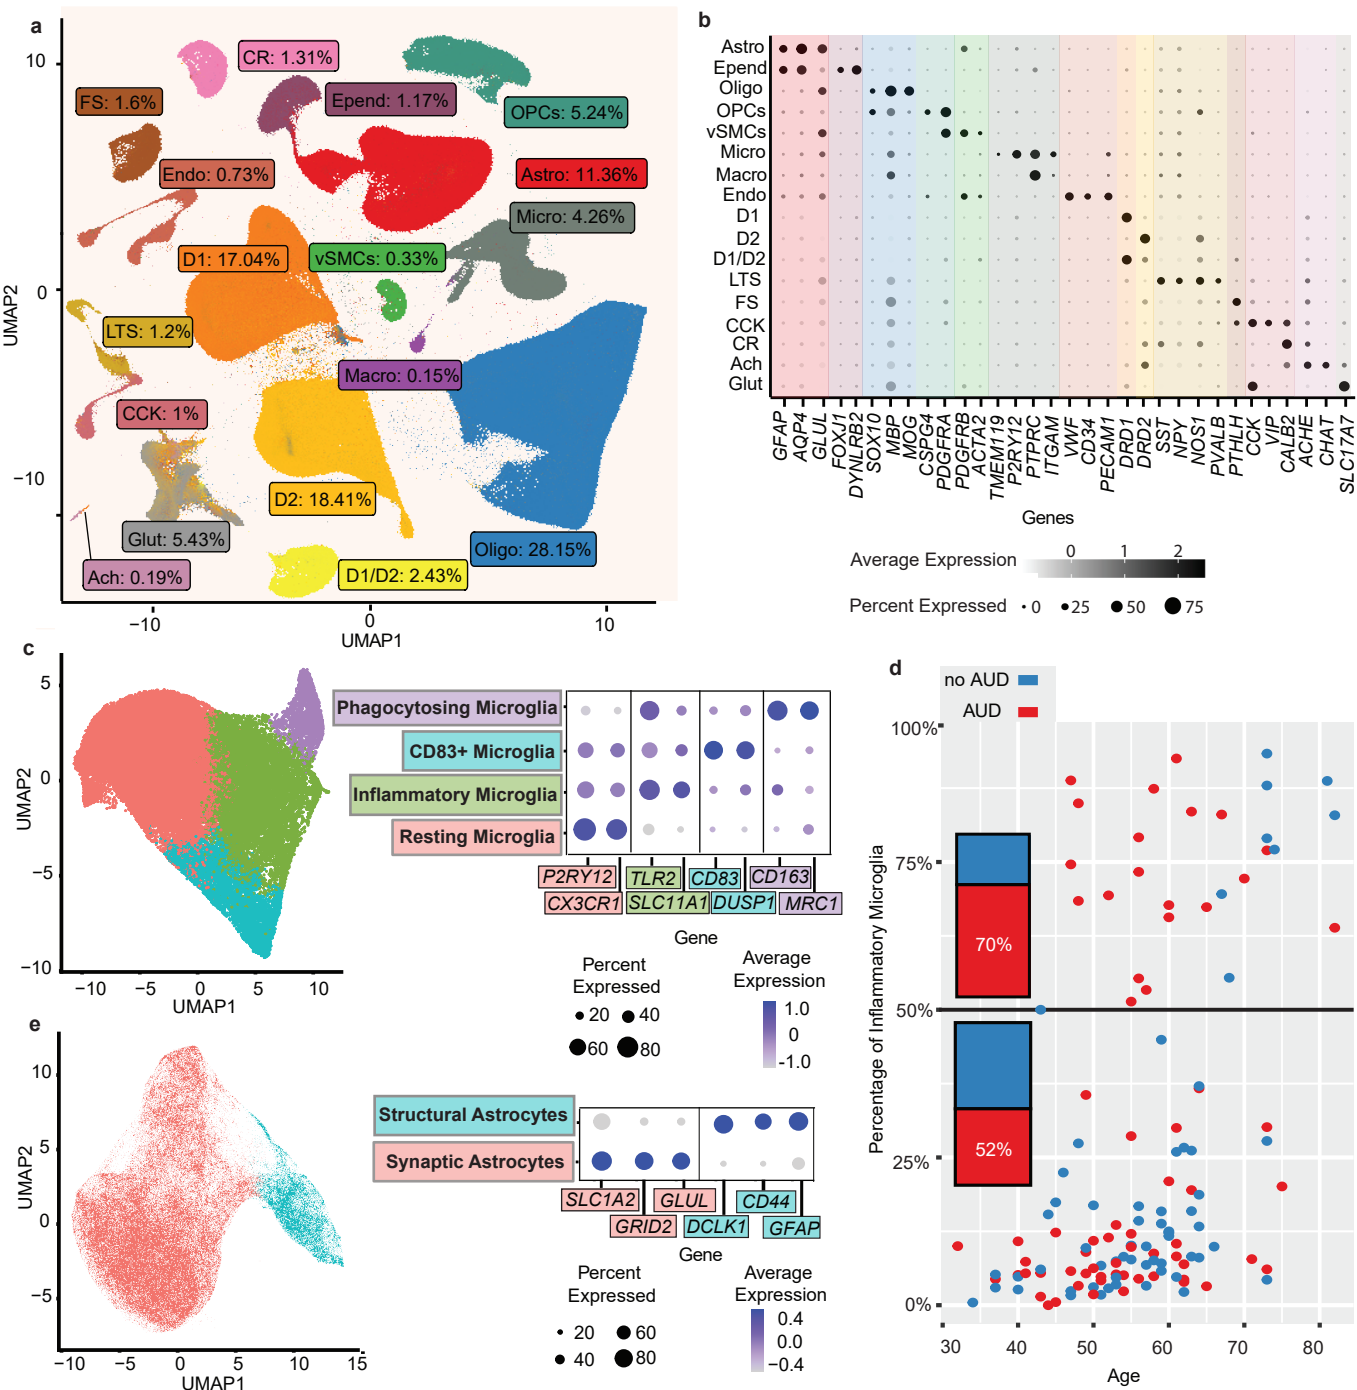 a
10
0
−10
UMAP2
−10
0
10
UMAP1
CR: 1.31%
FS: 1.6%
Epend: 1.17%
OPCs: 5.24%
Endo: 0.73%
Astro: 11.36%
Micro: 4.26%
D1: 17.04%
vSMCs: 0.33%
LTS: 1.2%
Macro: 0.15%
CCK: 1%
D2: 18.41%
Glut: 5.43%
Oligo: 28.15%
Ach: 0.19%
D1/D2: 2.43%
b
Astro
Epend
Oligo
OPCs
vSMCs
Micro
Macro
Endo
D1
D2
D1/D2
LTS
FS
CCK
CR
Ach
Glut
GFAP
AQP4
GLUL
FOXJ1
DYNLRB2
SOX10
MBP
MOG
CSPG4
PDGFRA
PDGFRB
ACTA2
TMEM119
P2RY12
PTPRC
ITGAM
VWF
CD34
PECAM1
DRD1
DRD2
SST
NPY
NOS1
PVALB
PTHLH
CCK
VIP
CALB2
ACHE
CHAT
SLC17A7
Genes
Average Expression
0 1 2
Percent Expressed
0 25 50 75
c
5
0
−5
−10
UMAP2
−10 −5 0 5 10
UMAP1
Phagocytosing Microglia
CD83+ Microglia
Inflammatory Microglia
Resting Microglia
P2RY12 TLR2 CD83 CD163
CX3CR1 SLC11A1 DUSP1 MRC1
Gene
Percent
Expressed
20 40
60 80
Average
Expression
1.0
0
-1.0
d
no AUD
AUD
100%
75%
50%
25%
0%
Percentage of Inflammatory Microglia
70%
52%
30 40 50 60 70 80
Age
e
10
5
0
−5
UMAP2
−10 −5 0 5 10 15
UMAP1
Structural Astrocytes
Synaptic Astrocytes
SLC1A2 GLUL CD44
GRID2 DCLK1 GFAP
Gene
Percent
Expressed
20 60
40 80
Average
Expression
0.4
0.0
−0.4